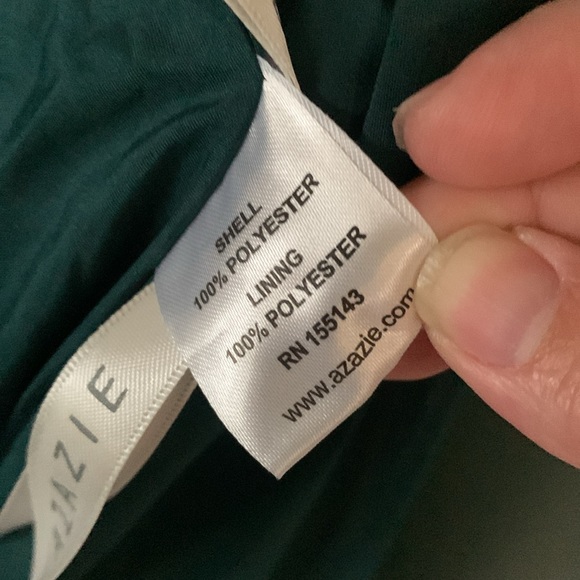 SHELL
100% POLYESTER
LINING
100% POLYESTER
RN 155143
www.azazie.com
AZAZIE